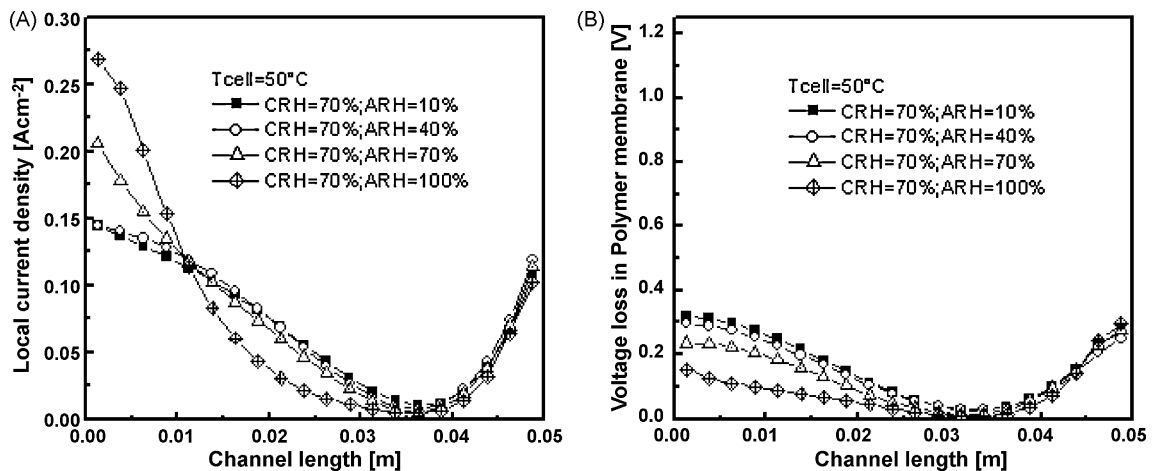 (A)
Local current density [Acm-2]
0.30
0.25
0.20
0.15
0.10
0.05
0.00
Tcell=50°C
CRH=70%;ARH=10%
CRH=70%;ARH=40%
CRH=70%;ARH=70%
CRH=70%;ARH=100%
0.00 0.01 0.02 0.03 0.04 0.05
Channel length [m]
(B)
Voltage loss in Polymer membrane [V]
1.2
1.0
0.8
0.6
0.4
0.2
0.0
Tcell=50°C
CRH=70%;ARH=10%
CRH=70%;ARH=40%
CRH=70%;ARH=70%
CRH=70%;ARH=100%
0.00 0.01 0.02 0.03 0.04 0.05
Channel length [m]